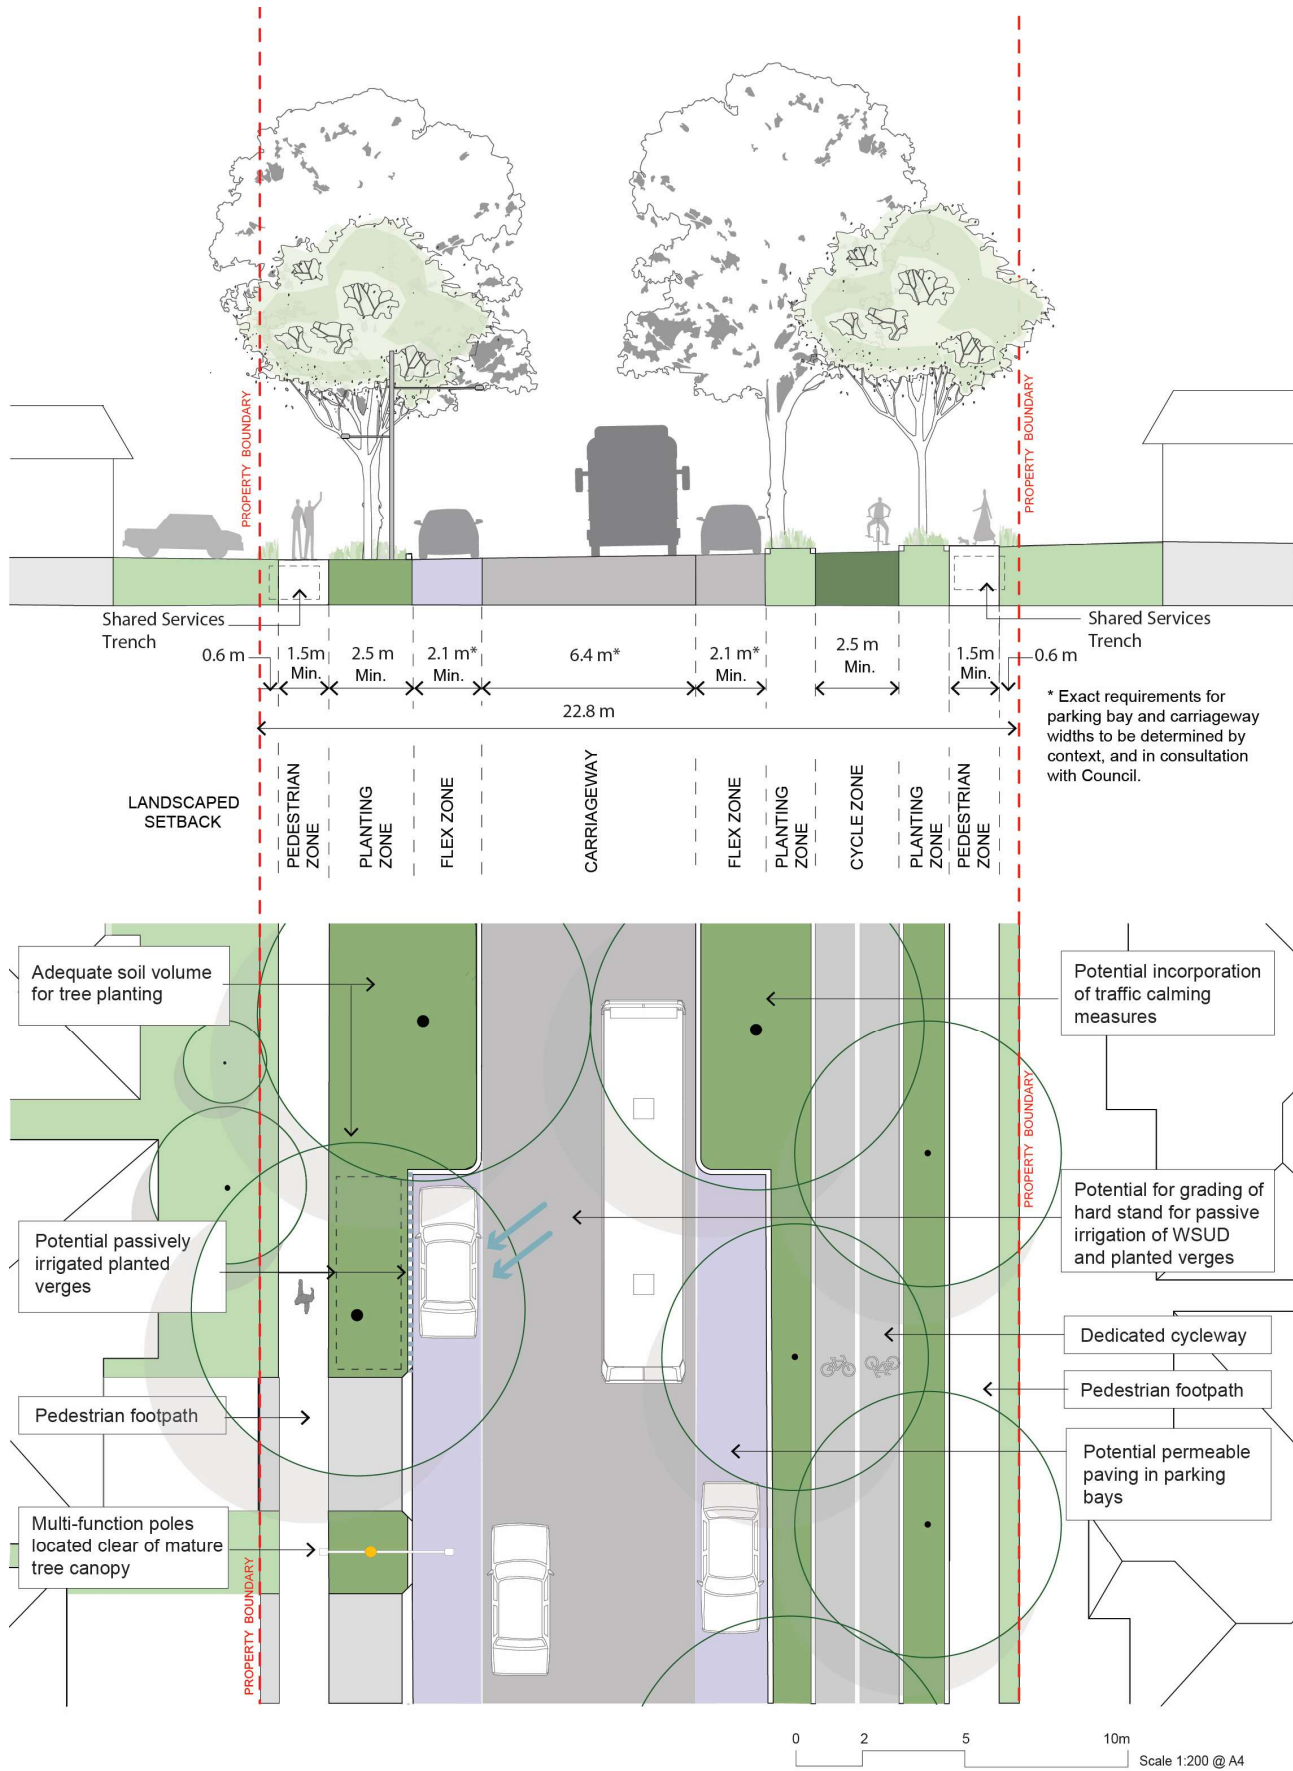 PROPERTY BOUNDARY
PROPERTY BOUNDARY
Shared Services
Trench
Shared Services
Trench
0.6 m
1.5m
Min.
2.5 m
Min.
2.1 m*
Min.
6.4 m*
2.1 m*
Min.
2.5 m
Min.
1.5m
Min.
0.6 m
22.8 m
* Exact requirements for
parking bay and carriageway
widths to be determined by
context, and in consultation
with Council.
LANDSCAPED
SETBACK
PEDESTRIAN
ZONE
PLANTING
ZONE
FLEX ZONE
CARRIAGEWAY
FLEX ZONE
PLANTING
ZONE
CYCLE ZONE
PLANTING
ZONE
PEDESTRIAN
ZONE
Adequate soil volume
for tree planting
Potential passively
irrigated planted
verges
Pedestrian footpath
Multi-function poles
located clear of mature
tree canopy
PROPERTY BOUNDARY
Potential incorporation
of traffic calming
measures
PROPERTY BOUNDARY
Potential for grading of
hard stand for passive
irrigation of WSUD
and planted verges
Dedicated cycleway
Pedestrian footpath
Potential permeable
paving in parking
bays
0 2 5 10m
Scale 1:200 @ A4